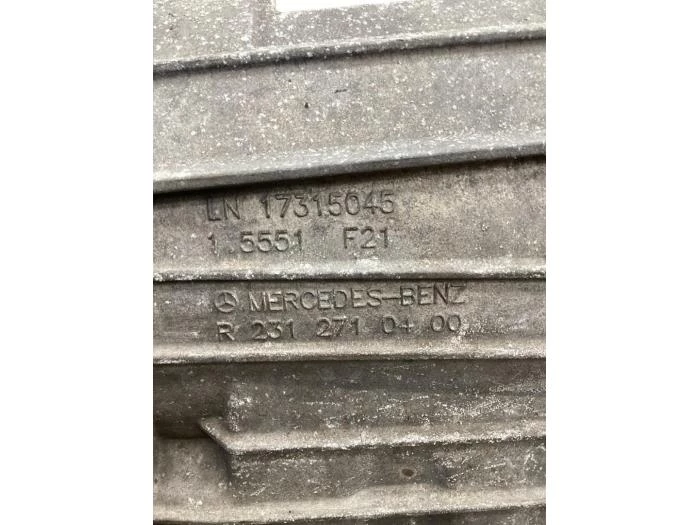 LN 17315045
1.5551 F21
MERCEDES-BENZ
R 231 271 04 00